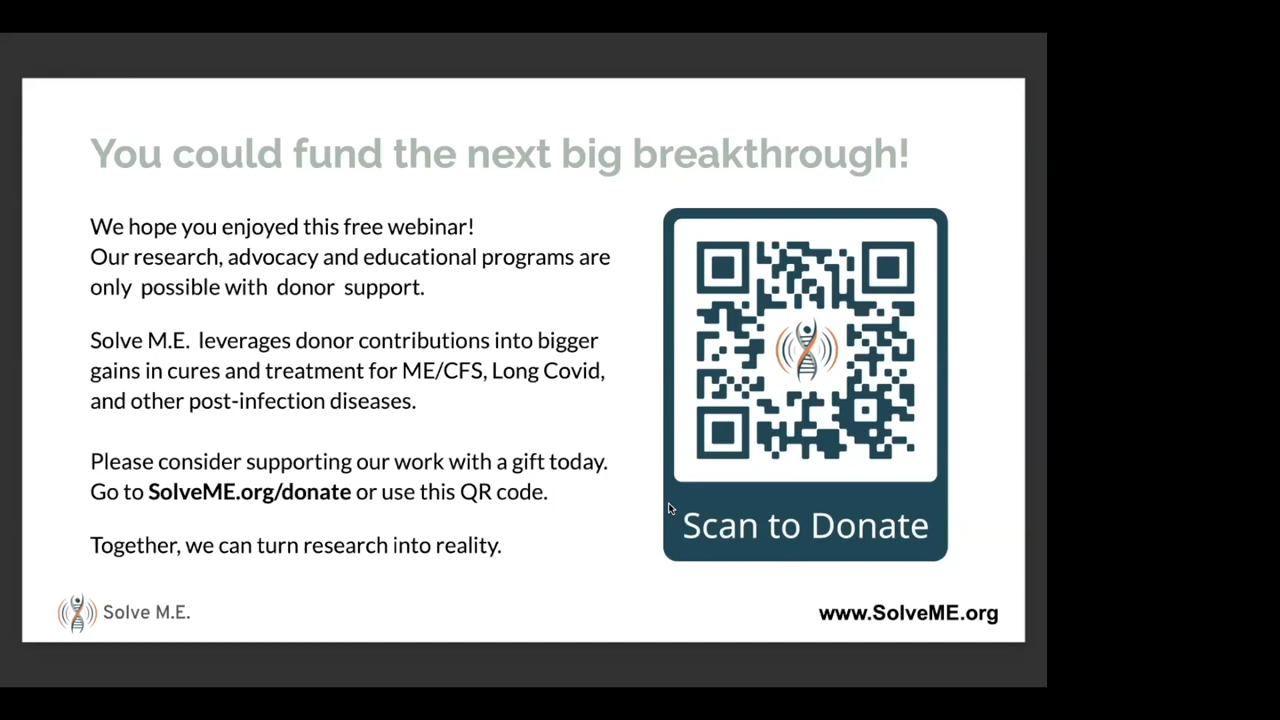 You could fund the next big breakthrough!
We hope you enjoyed this free webinar!
Our research, advocacy and educational programs are
only possible with donor support.
Solve M.E. leverages donor contributions into bigger
gains in cures and treatment for ME/CFS, Long Covid,
and other post-infection diseases.
Please consider supporting our work with a gift today.
Go to SolveME.org/donate or use this QR code.
Together, we can turn research into reality.
Scan to Donate
Solve M.E.
www.SolveME.org